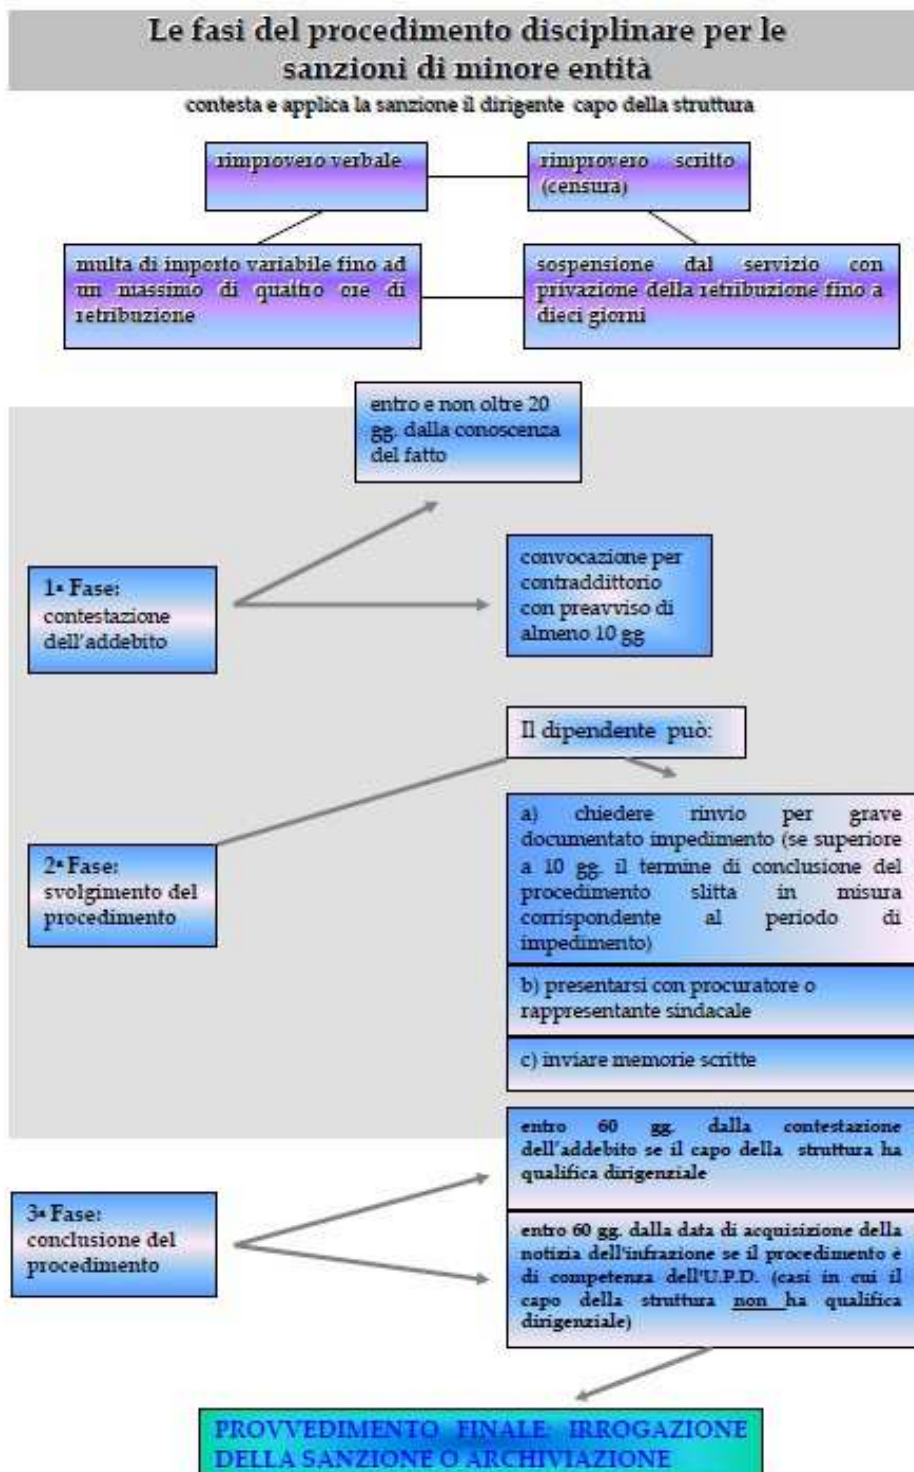 Le fasi del procedimento disciplinare per le
sanzioni di minore entità
contesta e applica la sanzione il dirigente capo della struttura
rimprovero verbale
rimprovero scritto
(censura)
multa di importo variabile fino ad
un massimo di quattro ore di
retribuzione
sospensione dal servizio con
privazione della retribuzione fino a
dieci giorni
entro e non oltre 20
gg. dalla conoscenza
del fatto
1ª Fase:
contestazione
dell'addebito
convocazione per
contraddittorio
con preavviso di
almeno 10 gg
Il dipendente può:
2ª Fase:
svolgimento del
procedimento
a) chiedere rinvio per grave
documentato impedimento (se superiore
a 10 gg. il termine di conclusione del
procedimento slitta in misura
corrispondente al periodo di
impedimento)
b) presentarsi con procuratore o
rappresentante sindacale
c) inviare memorie scritte
3ª Fase:
conclusione del
procedimento
entro 60 gg. dalla contestazione
dell'addebito se il capo della struttura ha
qualifica dirigenziale
entro 60 gg. dalla data di acquisizione della
notizia dell'infrazione se il procedimento è
di competenza dell'U.P.D. (casi in cui il
capo della struttura non ha qualifica
dirigenziale)
PROVVEDIMENTO FINALE: IRROGAZIONE
DELLA SANZIONE O ARCHIVIAZIONE